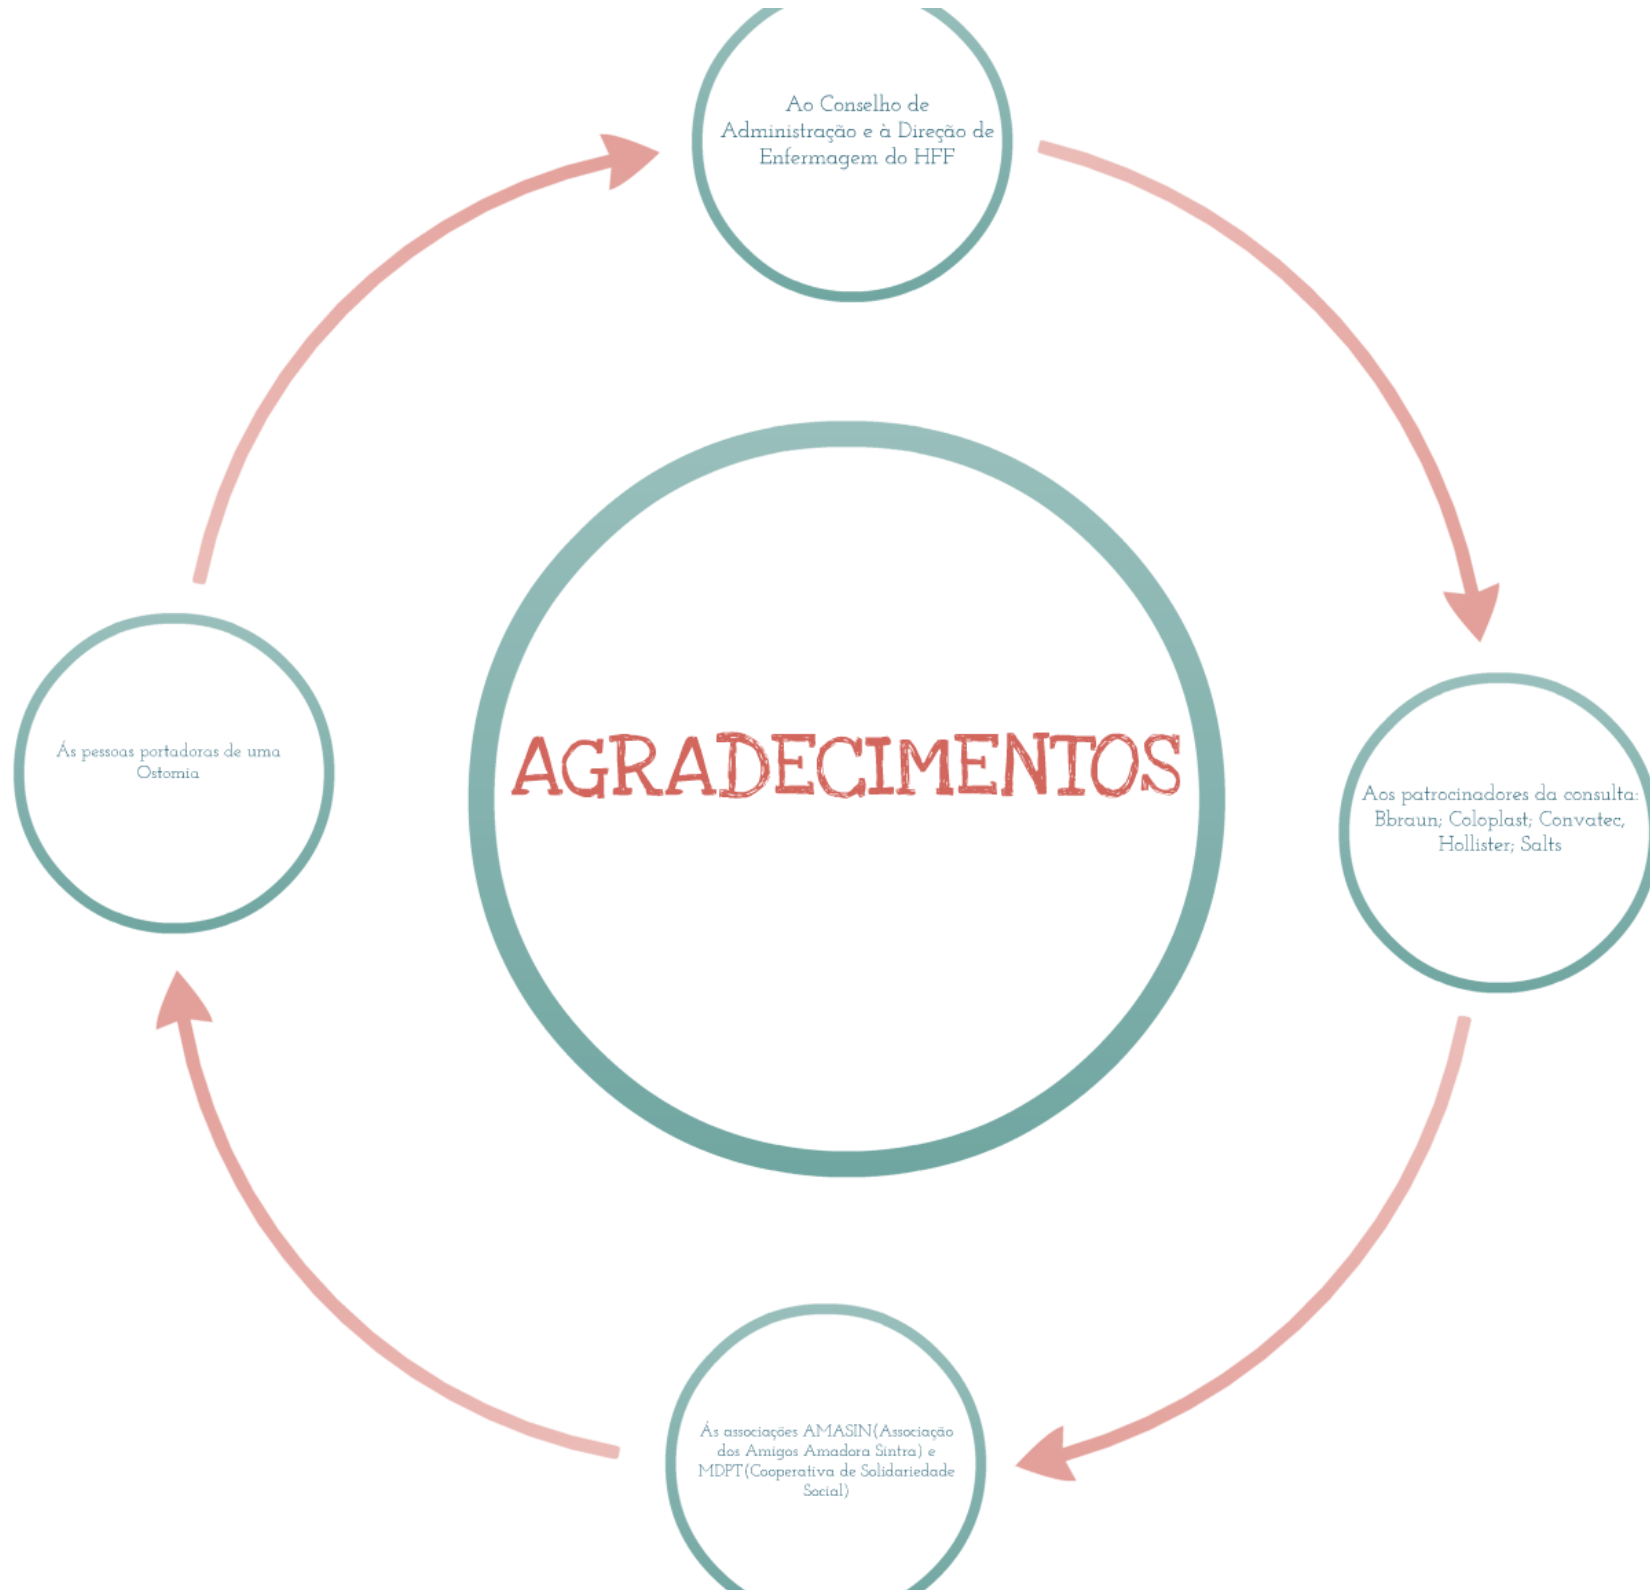 Ao Conselho de
Administração e à Direção de
Enfermagem do HFF
AGRADECIMENTOS
Ás pessoas portadoras de uma
Ostomia
Aos patrocinadores da consulta:
Bbraun; Coloplast; Convatec,
Hollister; Salts
Ás associações AMASIN(Associação
dos Amigos Amadora Sintra) e
MDPT(Cooperativa de Solidariedade
Social)